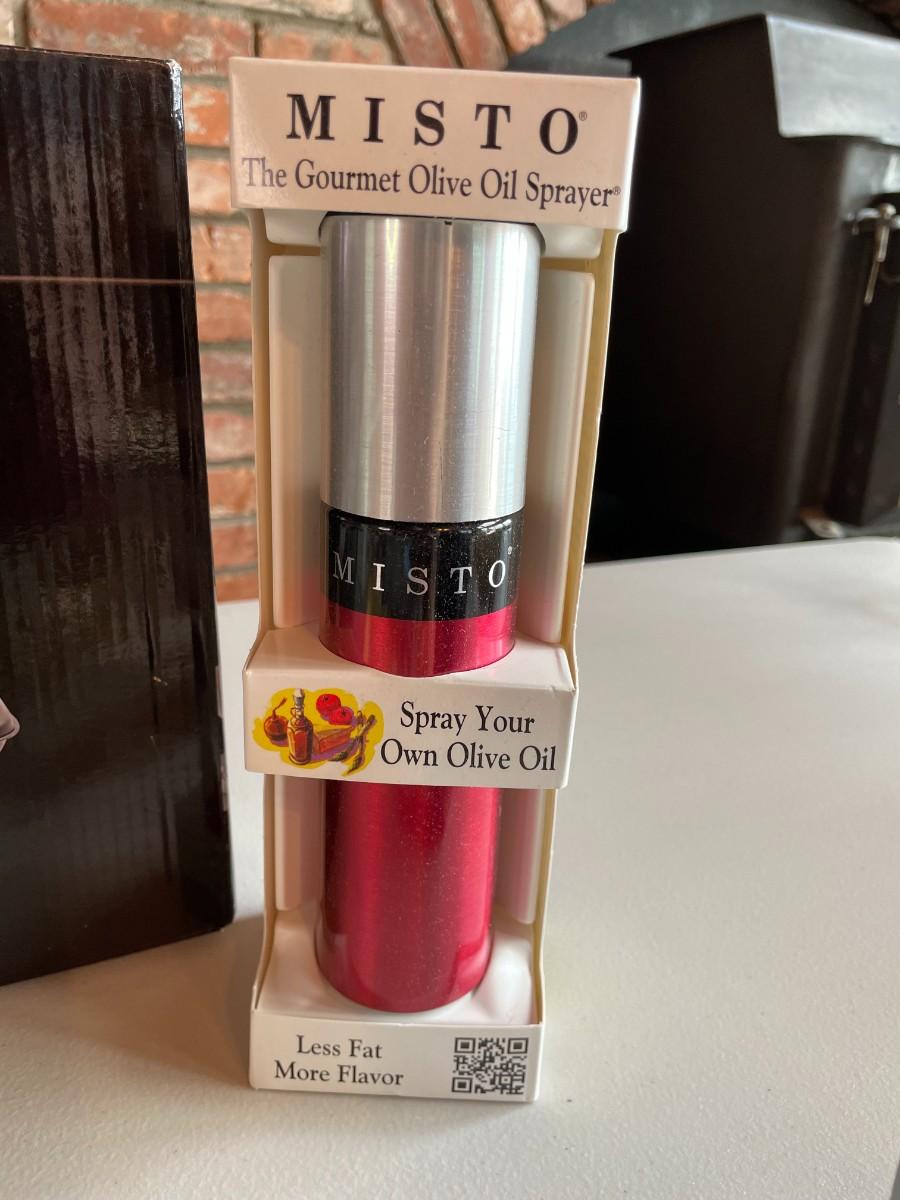 MISTO®
The Gourmet Olive Oil Sprayer®
MISTO®
Spray Your
Own Olive Oil
Less Fat
More Flavor